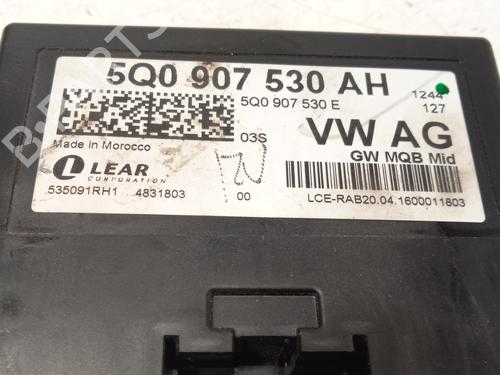 5Q0 907 530 AH
1244
127
5Q0 907 530 E
03S
VW AG
GW MQB Mid
Made in Morocco
LEAR
CORPORATION
535091RH1 4831803
00
LCE-RAB20.04.1600011803